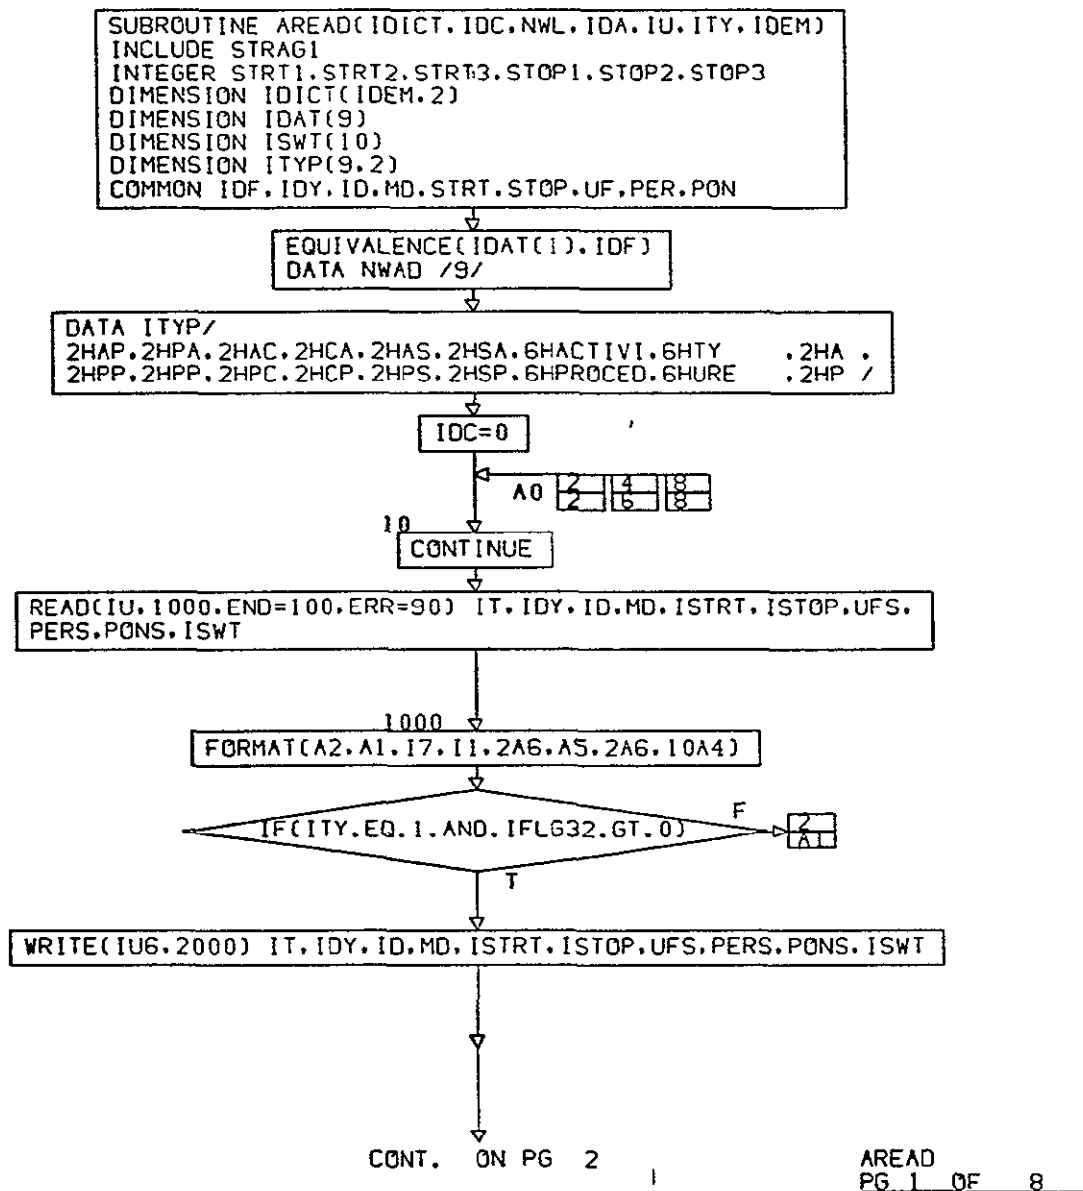 SUBROUTINE AREAD(IDICT,IDC,NWL,IDA,IU,ITY,IDEM)
INCLUDE STRAG1
INTEGER STRT1,STRT2,STRT3,STOP1,STOP2,STOP3
DIMENSION IDICT(IDEM,2)
DIMENSION IDAT(9)
DIMENSION ISWT(10)
DIMENSION ITYP(9,2)
COMMON IDF,IDY,ID,MD,STRT,STOP,UF,PER,PON
EQUIVALENCE(IDAT(1),IDF)
DATA NWAD /9/
DATA ITYP/
2HAP,2HPA,2HAC,2HCA,2HAS,2HSA,6HACTIVI,6HTY    ,2HA ,
2HPP,2HPP,2HPC,2HCP,2HPS,2HSP,6HPROCED,6HURE   ,2HP /
IDC=0
A0 2 4 8
2 6 8
10
CONTINUE
READ(IU,1000,END=100,ERR=90) IT,IDY,ID,MD,ISTRT,ISTOP,UFS,
PERS,PONS,ISWT
1000
FORMAT(A2,A1,I7,I1,2A6,A5,2A6,10A4)
IF(ITY.EQ.1.AND.IFLG32.GT.0)
F
2
A1
T
WRITE(IU6,2000) IT,IDY,ID,MD,ISTRT,ISTOP,UFS,PERS,PONS,ISWT
CONT. ON PG 2
AREAD
PG 1 OF 8